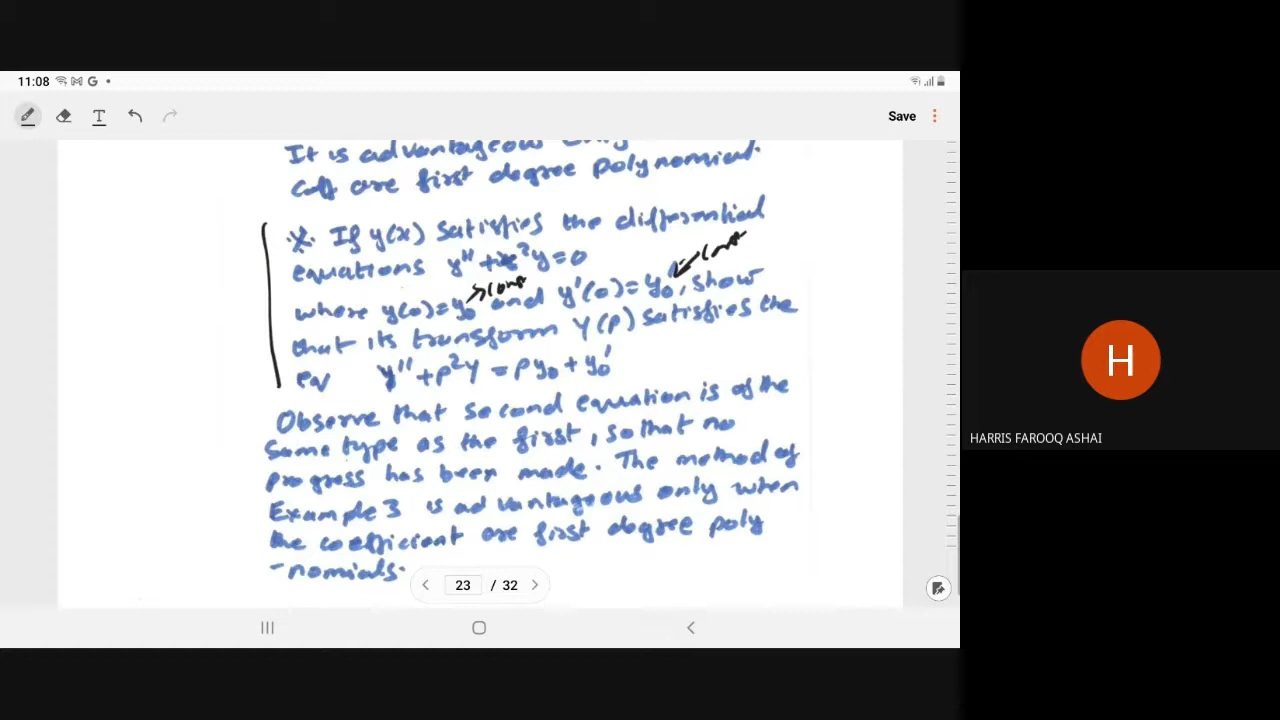 11:08
Save
It is advantageous only
Coeff are first degree polynomial.
※ If y(x) satisfies the differential
equations y'' + x²y = 0
where y(0) = y₀ → const and y'(0) = y₀', ← const show
that its transform Y(p) satisfies the
eq Y'' + p²Y = py₀ + y₀'
Observe that second equation is of the
same type as the first, so that no
progress has been made. The method of
Example 3 is advantageous only when
the coefficient are first degree poly
-nomials.
23 / 32
H
HARRIS FAROOQ ASHAI